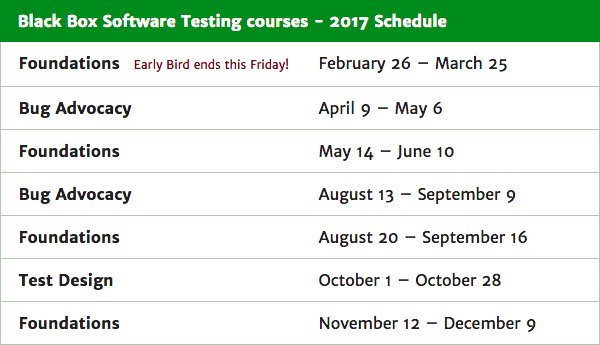 Black Box Software Testing courses – 2017 Schedule
Foundations Early Bird ends this Friday! February 26 – March 25
Bug Advocacy April 9 – May 6
Foundations May 14 – June 10
Bug Advocacy August 13 – September 9
Foundations August 20 – September 16
Test Design October 1 – October 28
Foundations November 12 – December 9